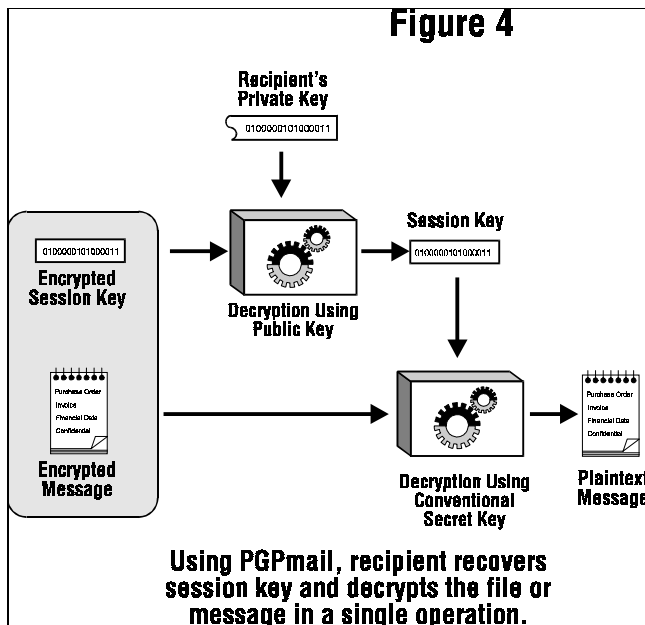 Figure 4
Recipient's
Private Key
0100000101000011
0100000101000011
Encrypted
Session Key
Decryption Using
Public Key
Session Key
0100000101000011
Purchase Order
Invoice
Financial Data
Confidential
Encrypted
Message
Decryption Using
Conventional
Secret Key
Purchase Order
Invoice
Financial Data
Confidential
Plaintext
Message
Using PGPmail, recipient recovers
session key and decrypts the file or
message in a single operation.